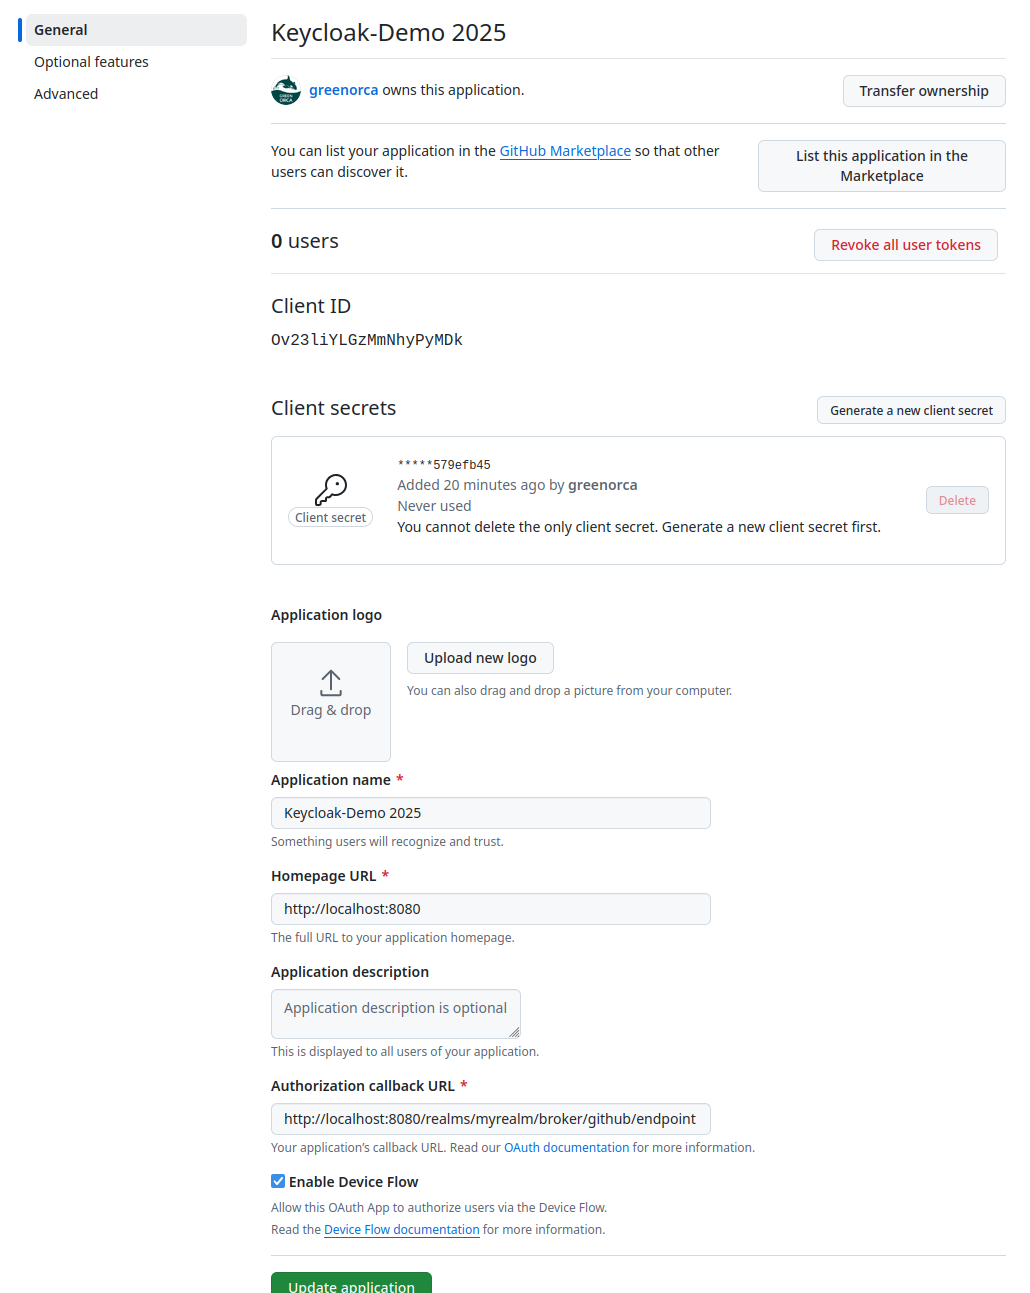 General
Optional features
Advanced
Keycloak-Demo 2025
GREEN
ORCA
greenorca owns this application.
Transfer ownership
You can list your application in the GitHub Marketplace so that other
users can discover it.
List this application in the
Marketplace
0 users
Revoke all user tokens
Client ID
Ov23liYLGzMmNhyPyMDk
Client secrets
Generate a new client secret
Client secret
*****579efb45
Added 20 minutes ago by greenorca
Never used
You cannot delete the only client secret. Generate a new client secret first.
Delete
Application logo
Drag & drop
Upload new logo
You can also drag and drop a picture from your computer.
Application name *
Keycloak-Demo 2025
Something users will recognize and trust.
Homepage URL *
http://localhost:8080
The full URL to your application homepage.
Application description
Application description is optional
This is displayed to all users of your application.
Authorization callback URL *
http://localhost:8080/realms/myrealm/broker/github/endpoint
Your application’s callback URL. Read our OAuth documentation for more information.
Enable Device Flow
Allow this OAuth App to authorize users via the Device Flow.
Read the Device Flow documentation for more information.
Update application